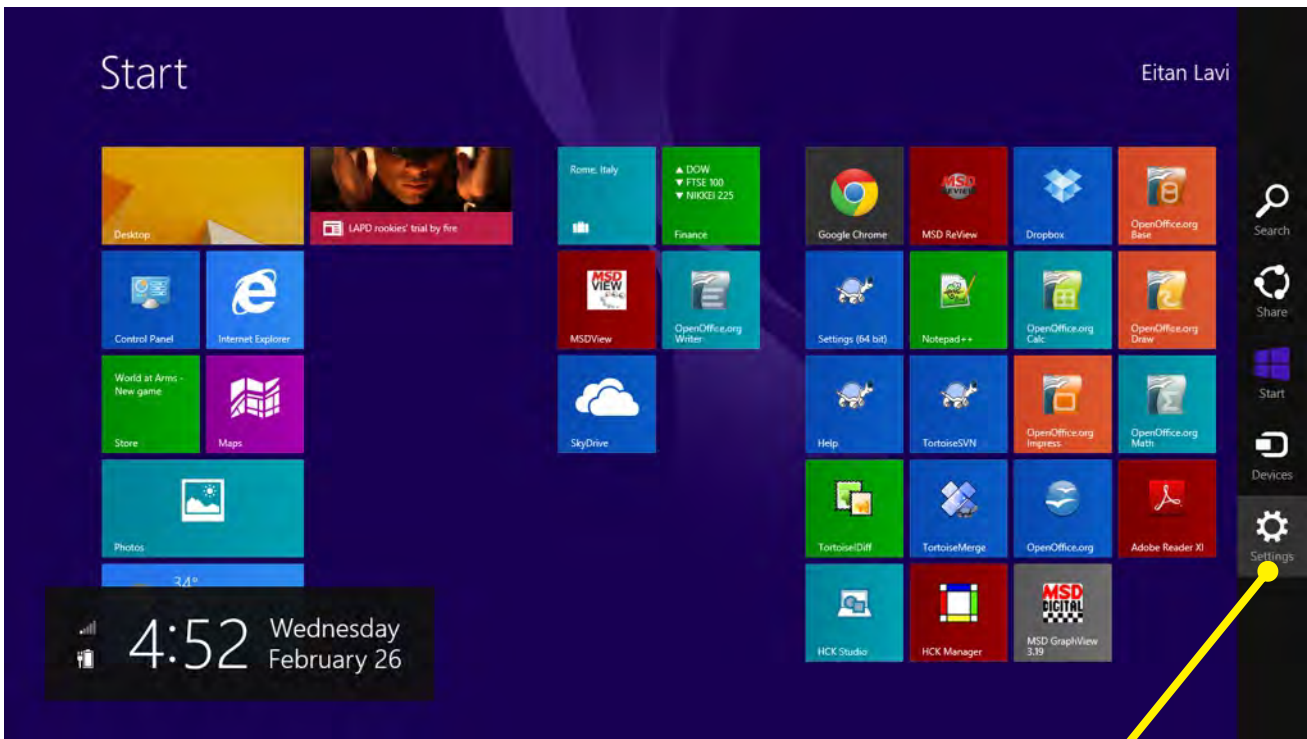 Start
Eitan Lavi
Desktop
LAPD rookies' trial by fire
Rome, Italy
▲ DOW
▼ FTSE 100
▼ NIKKEI 225
Finance
Google Chrome
MSD REVIEW
MSD ReView
Dropbox
OpenOffice.org
Base
Search
Control Panel
Internet Explorer
MSD
VIEW
MSDView
OpenOffice.org
Writer
Settings (64 bit)
Notepad++
OpenOffice.org
Calc
OpenOffice.org
Draw
Share
World at Arms -
New game
Store
Maps
SkyDrive
Help
TortoiseSVN
OpenOffice.org
Impress
OpenOffice.org
Math
Start
Photos
TortoiseIDiff
TortoiseMerge
OpenOffice.org
Adobe Reader XI
Devices
Settings
34°
4:52
Wednesday
February 26
HCK Studio
HCK Manager
MSD
DIGITAL
MSD GraphView
3.19